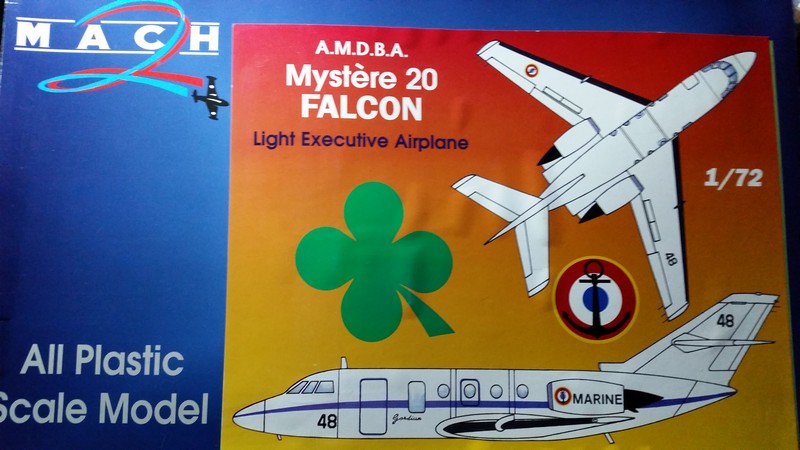 MACH
2
A.M.D.B.A.
Mystère 20
FALCON
Light Executive Airplane
1/72
48
48
All Plastic
Scale Model
48
MARINE